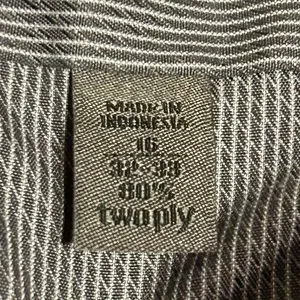 MADE IN
INDONESIA
16
32-33
80%
twoply